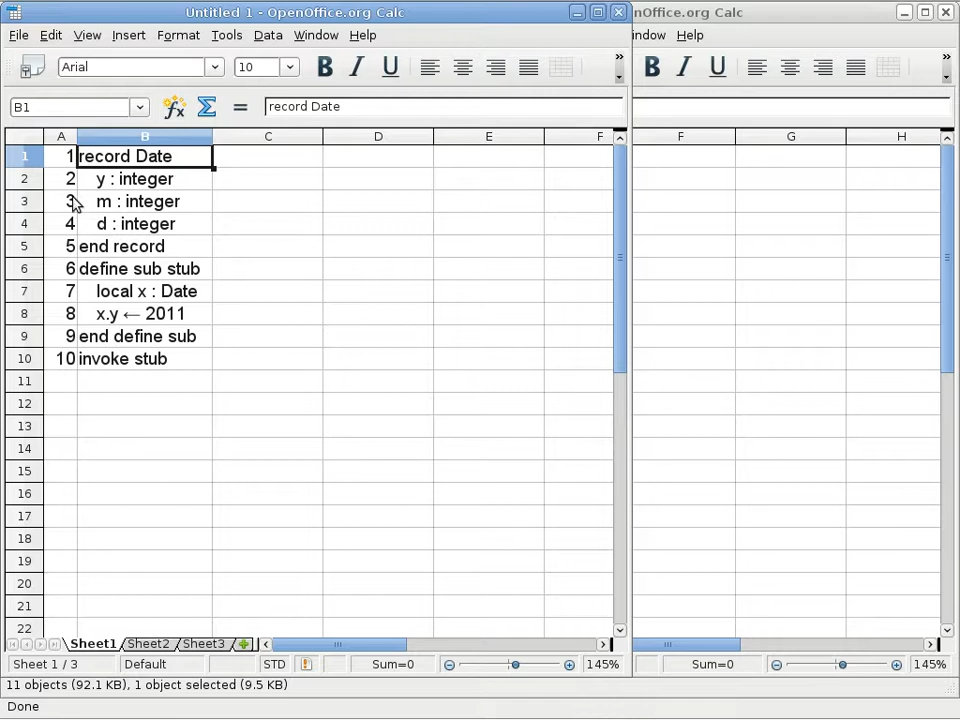 Untitled 1 - OpenOffice.org Calc
nOffice.org Calc
File Edit View Insert Format Tools Data Window Help
indow Help
Arial 10 B I U »
B I U »
B1 = record Date
A B C D E F
F G H
1 1 record Date
2 2 y : integer
3 3 m : integer
4 4 d : integer
5 5 end record
6 6 define sub stub
7 7 local x : Date
8 8 x.y ← 2011
9 9 end define sub
10 10 invoke stub
11
12
13
14
15
16
17
18
19
20
21
22
Sheet1 Sheet2 Sheet3
Sheet 1 / 3 Default STD Sum=0 145%
Sum=0 145%
11 objects (92.1 KB), 1 object selected (9.5 KB)
Done